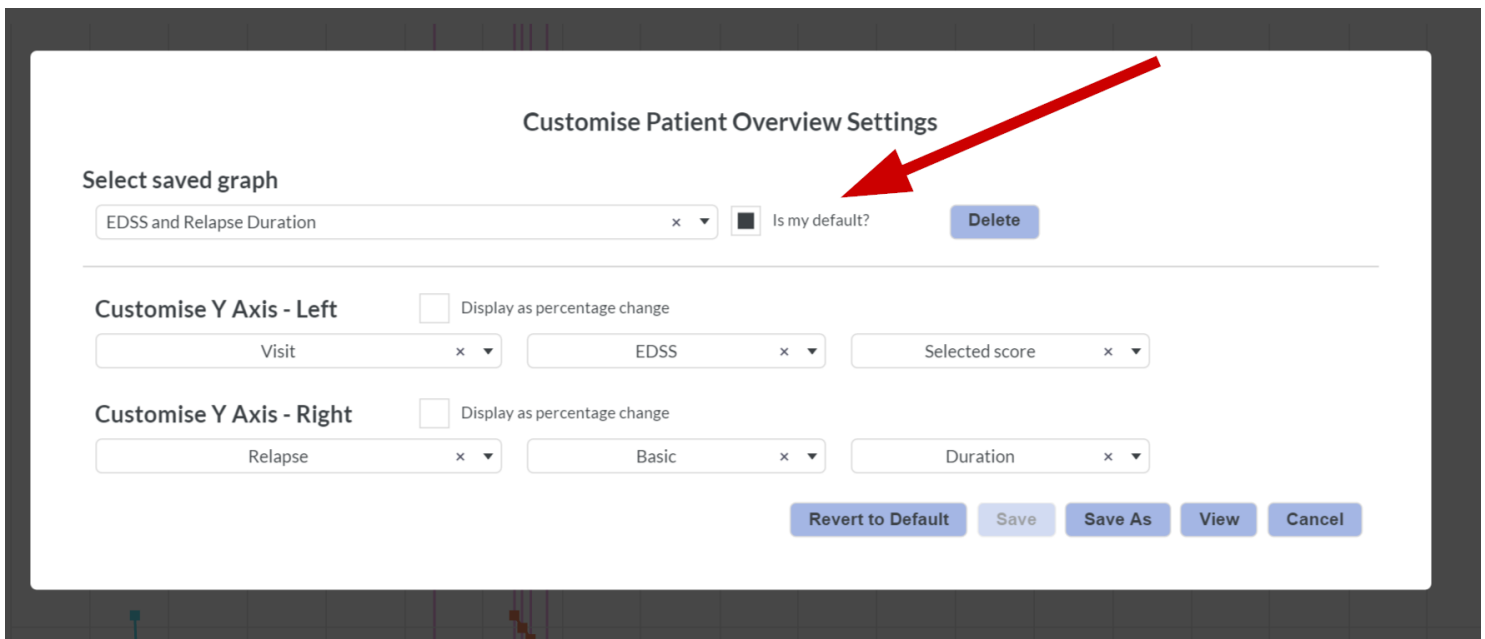 Customise Patient Overview Settings
Select saved graph
EDSS and Relapse Duration × Is my default? Delete
Customise Y Axis - Left Display as percentage change
Visit × EDSS × Selected score ×
Customise Y Axis - Right Display as percentage change
Relapse × Basic × Duration ×
Revert to Default Save Save As View Cancel